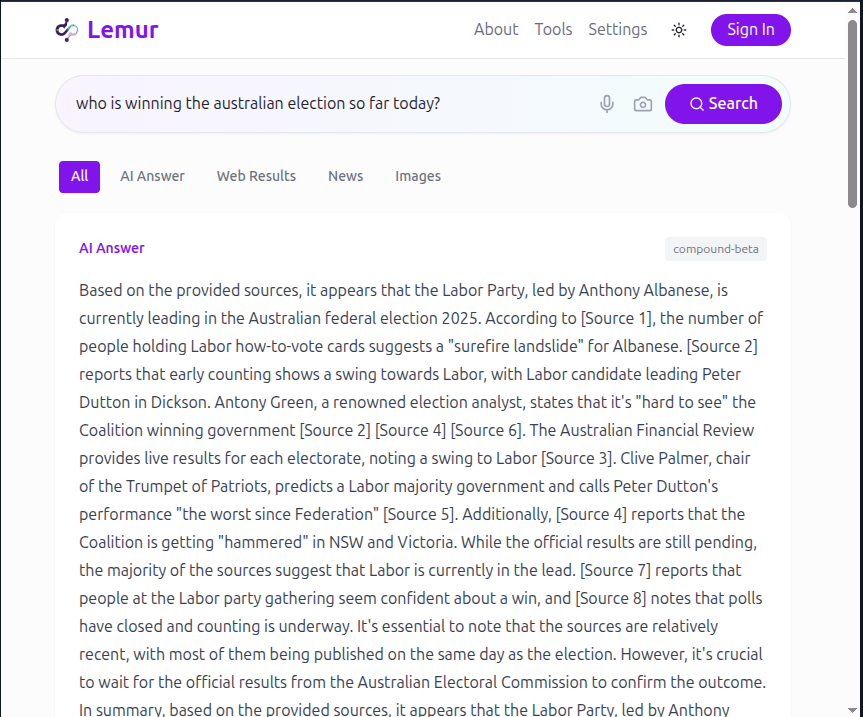 Lemur
About Tools Settings Sign In
who is winning the australian election so far today? Search
All AI Answer Web Results News Images
AI Answer compound-beta
Based on the provided sources, it appears that the Labor Party, led by Anthony Albanese, is
currently leading in the Australian federal election 2025. According to [Source 1], the number of
people holding Labor how-to-vote cards suggests a "surefire landslide" for Albanese. [Source 2]
reports that early counting shows a swing towards Labor, with Labor candidate leading Peter
Dutton in Dickson. Antony Green, a renowned election analyst, states that it's "hard to see" the
Coalition winning government [Source 2] [Source 4] [Source 6]. The Australian Financial Review
provides live results for each electorate, noting a swing to Labor [Source 3]. Clive Palmer, chair
of the Trumpet of Patriots, predicts a Labor majority government and calls Peter Dutton's
performance "the worst since Federation" [Source 5]. Additionally, [Source 4] reports that the
Coalition is getting "hammered" in NSW and Victoria. While the official results are still pending,
the majority of the sources suggest that Labor is currently in the lead. [Source 7] reports that
people at the Labor party gathering seem confident about a win, and [Source 8] notes that polls
have closed and counting is underway. It's essential to note that the sources are relatively
recent, with most of them being published on the same day as the election. However, it's crucial
to wait for the official results from the Australian Electoral Commission to confirm the outcome.
In summary, based on the provided sources, it appears that the Labor Party, led by Anthony